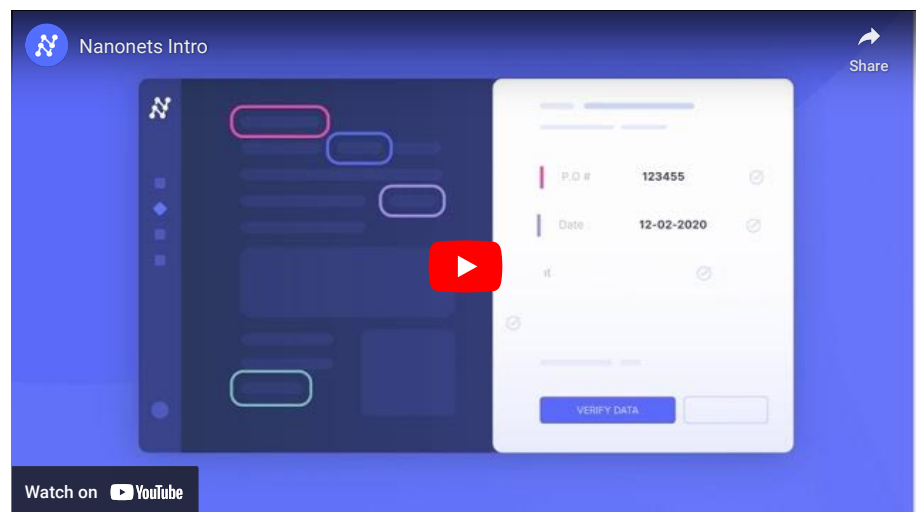 Nanonets Intro
Share
P.O # 123455
Date 12-02-2020
VERIFY DATA
Watch on YouTube